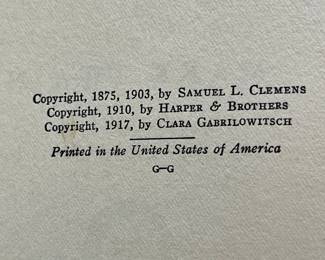 Copyright, 1875, 1903, by SAMUEL L. CLEMENS
Copyright, 1910, by HARPER & BROTHERS
Copyright, 1917, by CLARA GABRILOWITSCH
Printed in the United States of America
G—G